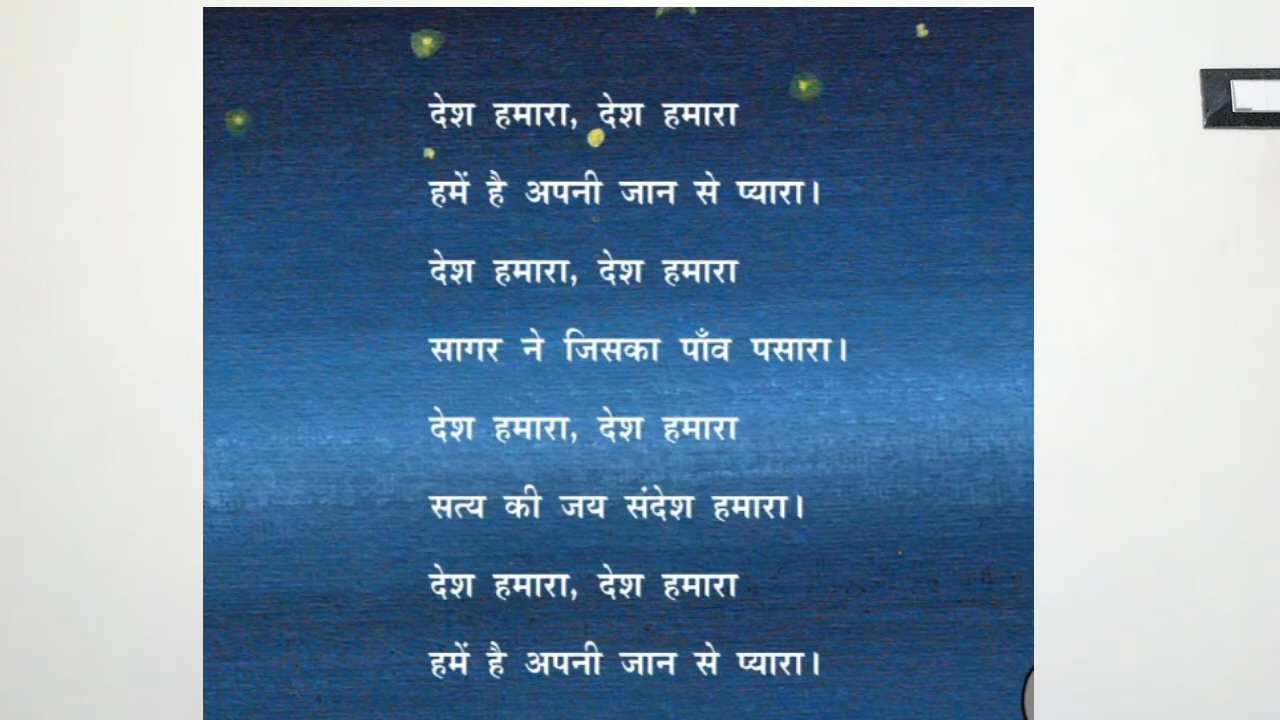 देश हमारा, देश हमारा
हमें है अपनी जान से प्यारा।
देश हमारा, देश हमारा
सागर ने जिसका पाँव पसारा।
देश हमारा, देश हमारा
सत्य की जय संदेश हमारा।
देश हमारा, देश हमारा
हमें है अपनी जान से प्यारा।